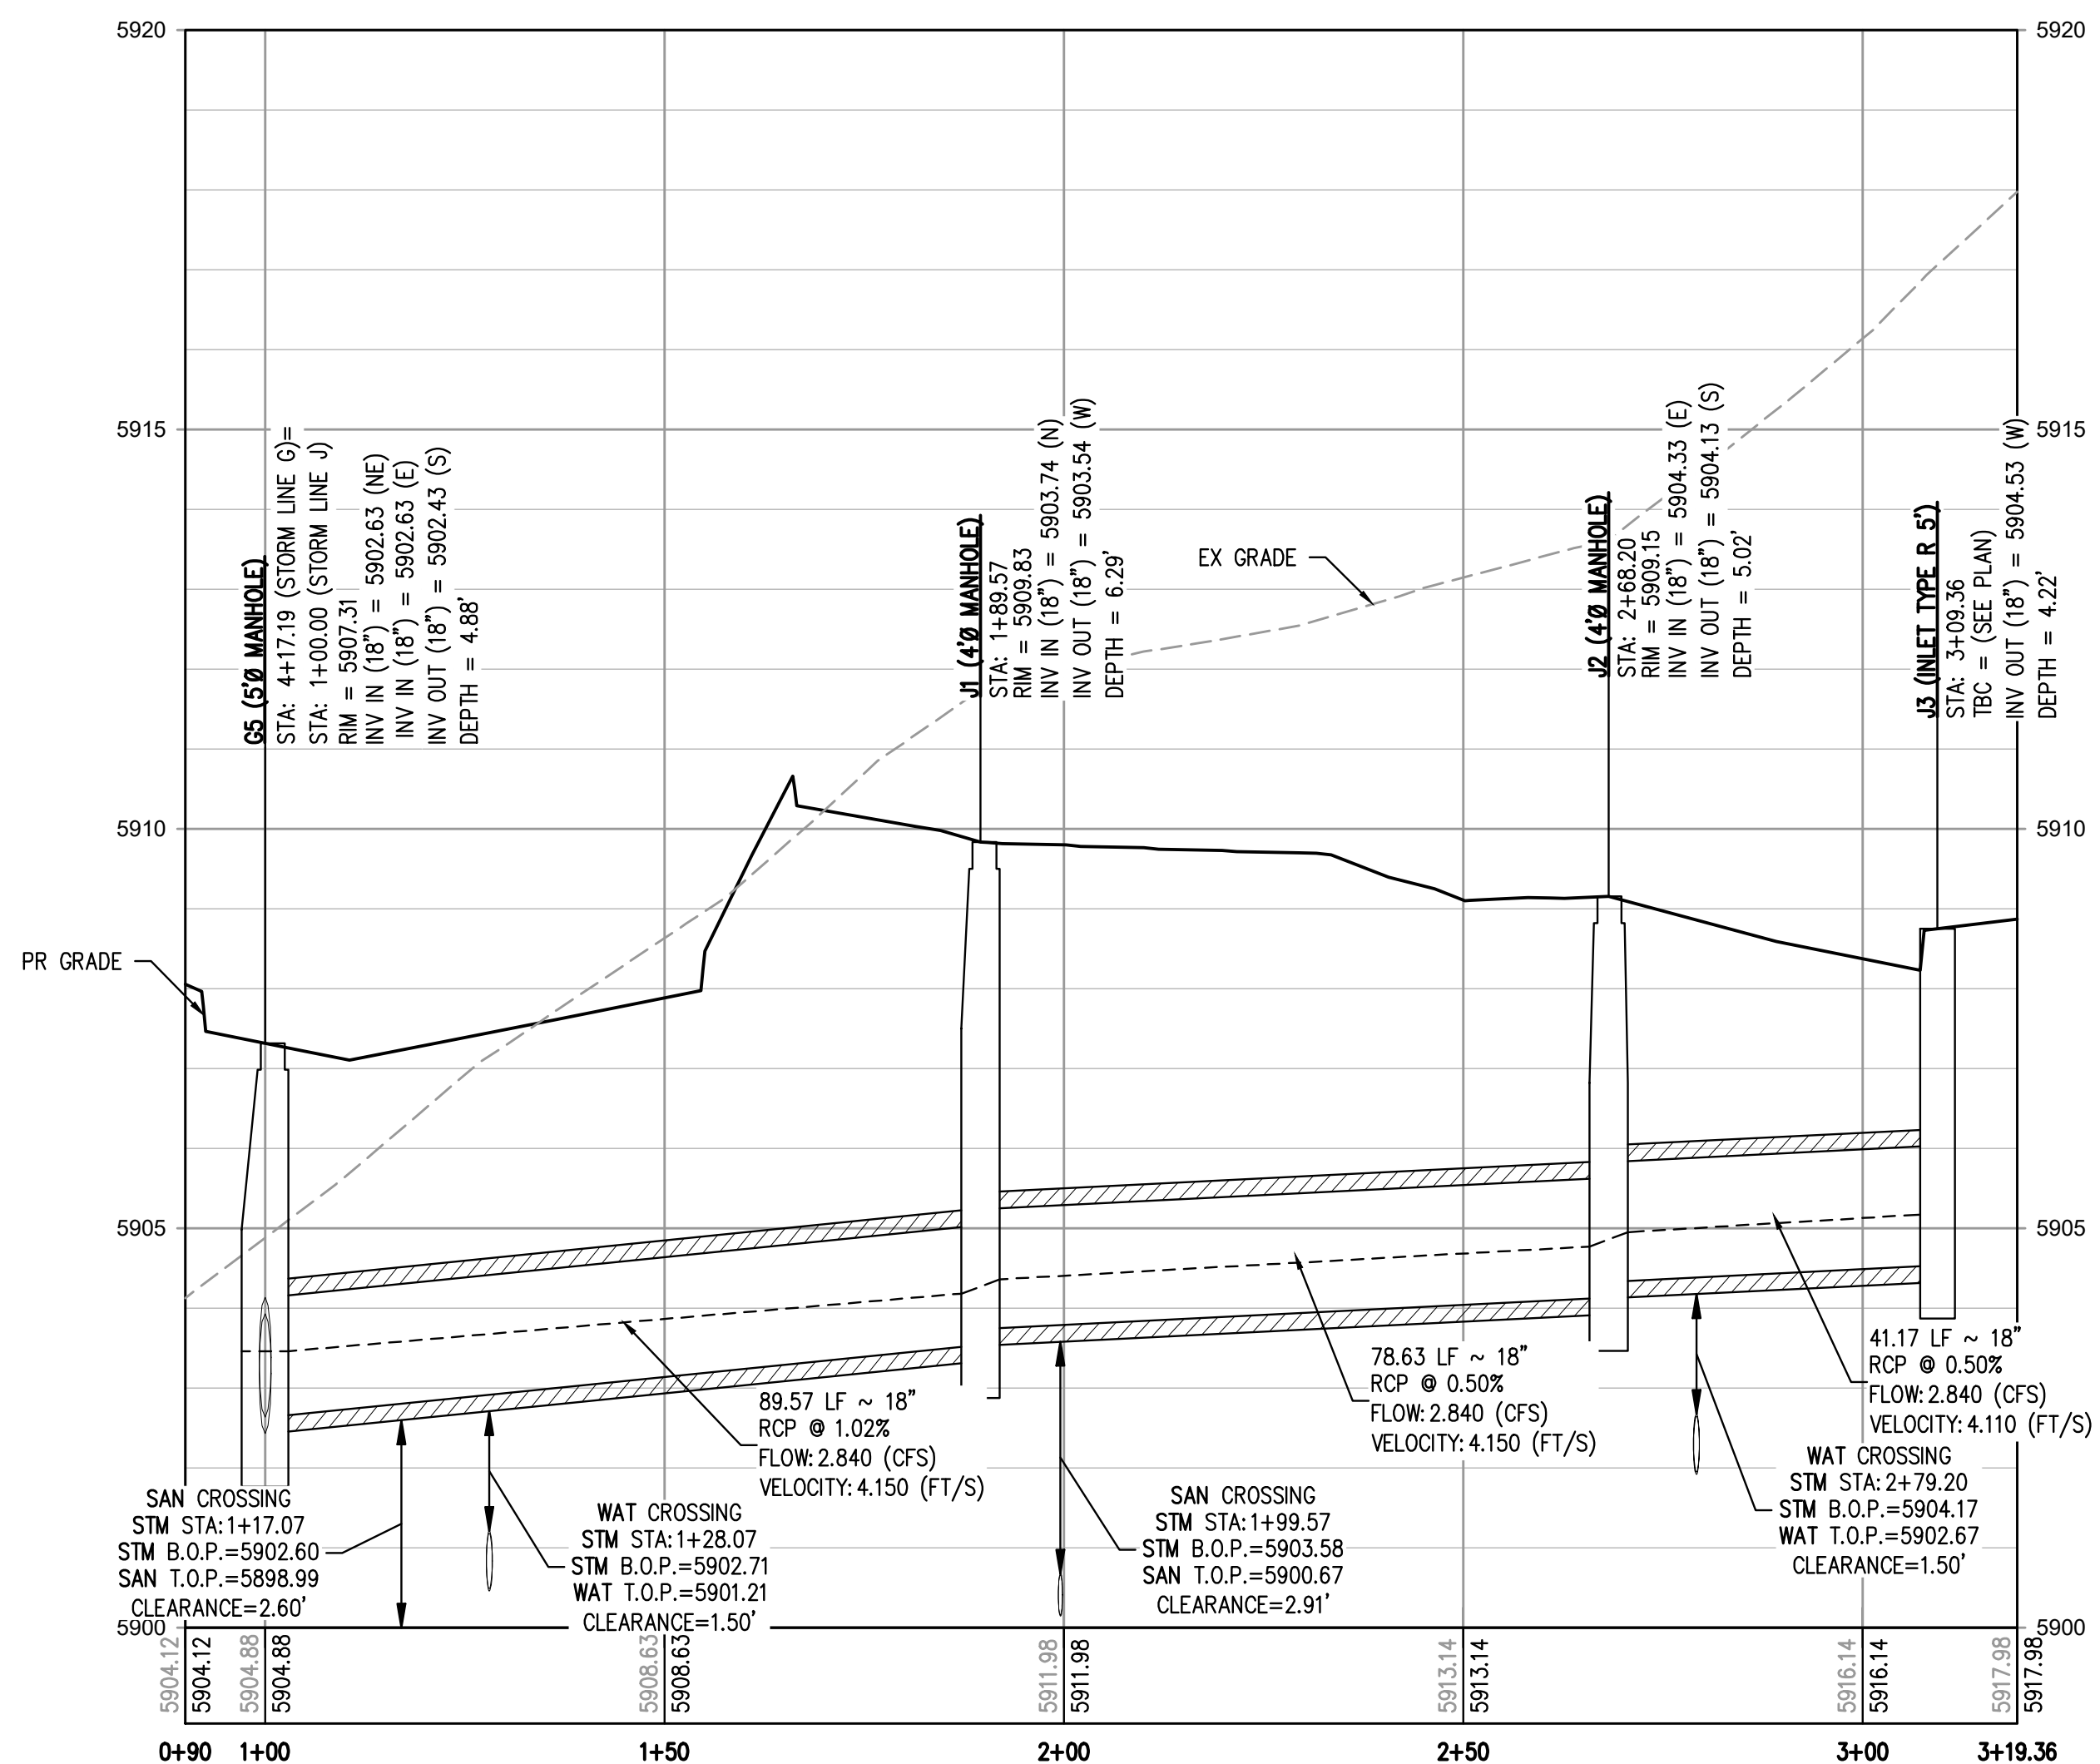 5920
5920
5915
5915
5910
5910
5905
5905
5900
5900
G5 (5'Ø MANHOLE)
STA: 4+17.19 (STORM LINE G)=
STA: 1+00.00 (STORM LINE J)
RIM = 5907.31
INV IN (18") = 5902.63 (NE)
INV IN (18") = 5902.63 (E)
INV OUT (18") = 5902.43 (S)
DEPTH = 4.88'
J1 (4'Ø MANHOLE)
STA: 1+89.57
RIM = 5909.83
INV IN (18") = 5903.74 (N)
INV OUT (18") = 5903.54 (W)
DEPTH = 6.29'
EX GRADE
J2 (4'Ø MANHOLE)
STA: 2+68.20
RIM = 5909.15
INV IN (18") = 5904.33 (E)
INV OUT (18") = 5904.13 (S)
DEPTH = 5.02'
J3 (INLET TYPE R 5')
STA: 3+09.36
TBC = (SEE PLAN)
INV OUT (18") = 5904.53 (W)
DEPTH = 4.22'
PR GRADE
89.57 LF ~ 18"
RCP @ 1.02%
FLOW: 2.840 (CFS)
VELOCITY: 4.150 (FT/S)
78.63 LF ~ 18"
RCP @ 0.50%
FLOW: 2.840 (CFS)
VELOCITY: 4.150 (FT/S)
41.17 LF ~ 18"
RCP @ 0.50%
FLOW: 2.840 (CFS)
VELOCITY: 4.110 (FT/S)
SAN CROSSING
STM STA: 1+17.07
STM B.O.P.=5902.60
SAN T.O.P.=5898.99
CLEARANCE=2.60'
WAT CROSSING
STM STA: 1+28.07
STM B.O.P.=5902.71
WAT T.O.P.=5901.21
CLEARANCE=1.50'
SAN CROSSING
STM STA: 1+99.57
STM B.O.P.=5903.58
SAN T.O.P.=5900.67
CLEARANCE=2.91'
WAT CROSSING
STM STA: 2+79.20
STM B.O.P.=5904.17
WAT T.O.P.=5902.67
CLEARANCE=1.50'
5904.12
5904.12
5904.88
5904.88
5908.63
5908.63
5911.98
5911.98
5913.14
5913.14
5916.14
5916.14
5917.98
5917.98
0+90
1+00
1+50
2+00
2+50
3+00
3+19.36